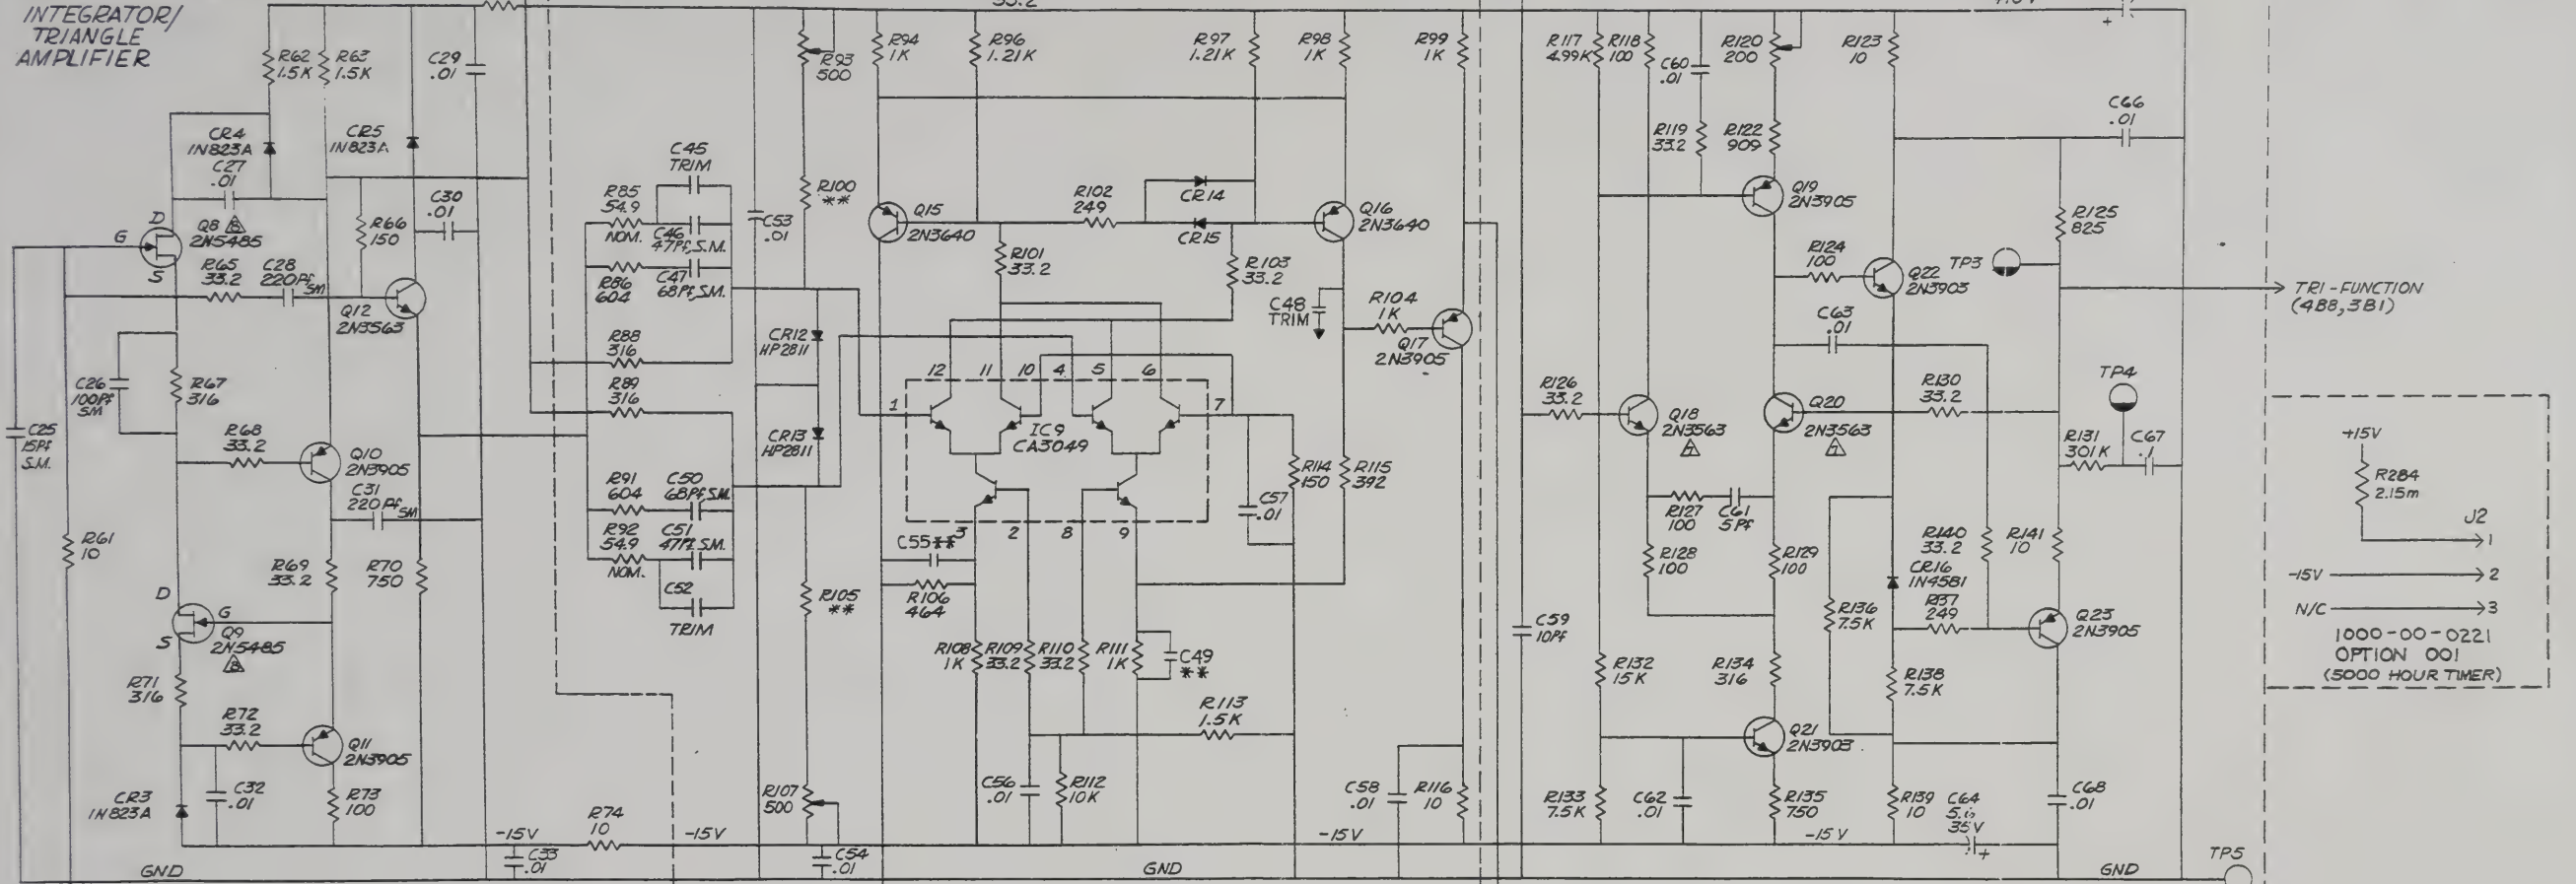 INTEGRATOR/
TRIANGLE
AMPLIFIER
33.2
+
R62
1.5K
R63
1.5K
C29
.01
CR4
1N823A
C27
.01
CR5
1N823A
D
G
S
Q8 8
2N5485
R65
33.2
C28
220Pf
SM
R66
150
C30
.01
Q12
2N3563
C26
100Pf
SM
R67
316
C25
15Pf
S.M.
R68
33.2
Q10
2N3905
C31
220Pf
SM
R61
10
R69
33.2
R70
750
D
G
S
Q9
2N5485
8
R71
316
R72
33.2
Q11
2N3905
CR3
1N823A
C32
.01
R73
100
-15V
R74
10
-15V
C33
.01
GND
C45
TRIM
R85
54.9
NOM.
C46
47Pf, S.M.
R86
604
C47
68Pf, S.M.
R88
316
R89
316
R91
604
C50
68Pf, S.M.
R92
54.9
NOM.
C51
47Pf, S.M.
C52
TRIM
R93
500
C53
.01
R100
**
CR12
HP2811
CR13
HP2811
R105
**
R107
500
C54
.01
R94
1K
R96
1.21K
R97
1.21K
R98
1K
R99
1K
Q15
2N3640
R102
249
CR14
CR15
Q16
2N3640
R101
33.2
R103
33.2
C48
TRIM
R104
1K
Q17
2N3905
12 11 10 4 5 6
1
7
IC9
CA3049
3 2 8 9
C55**
R106
464
R114
150
R115
392
C57
.01
R108
1K
R109
33.2
R110
33.2
R111
1K
C49
**
R113
1.5K
C56
.01
R112
10K
C58
.01
R116
10
-15V
GND
R117
4.99K
R118
100
C60
.01
R120
200
R123
10
R119
33.2
R122
909
C66
.01
Q19
2N3905
R125
825
R124
100
Q22
2N3903
TP3
TRI-FUNCTION
(4B8,3B1)
C63
.01
R126
33.2
Q18
2N3563
7
Q20
2N3563
7
R130
33.2
TP4
R131
301K
C67
.1
R127
100
C61
5Pf
R128
100
R129
100
R140
33.2
R141
10
CR16
1N4581
R136
7.5K
R137
249
Q23
2N3905
C59
10Pf
R132
15K
R134
316
R138
7.5K
Q21
2N3903
R133
7.5K
C62
.01
R135
750
R139
10
C64
35V
+
C68
.01
-15V
GND
TP5
+15V
R284
2.15m
J2
1
-15V
2
N/C
3
1000-00-0221
OPTION 001
(5000 HOUR TIMER)